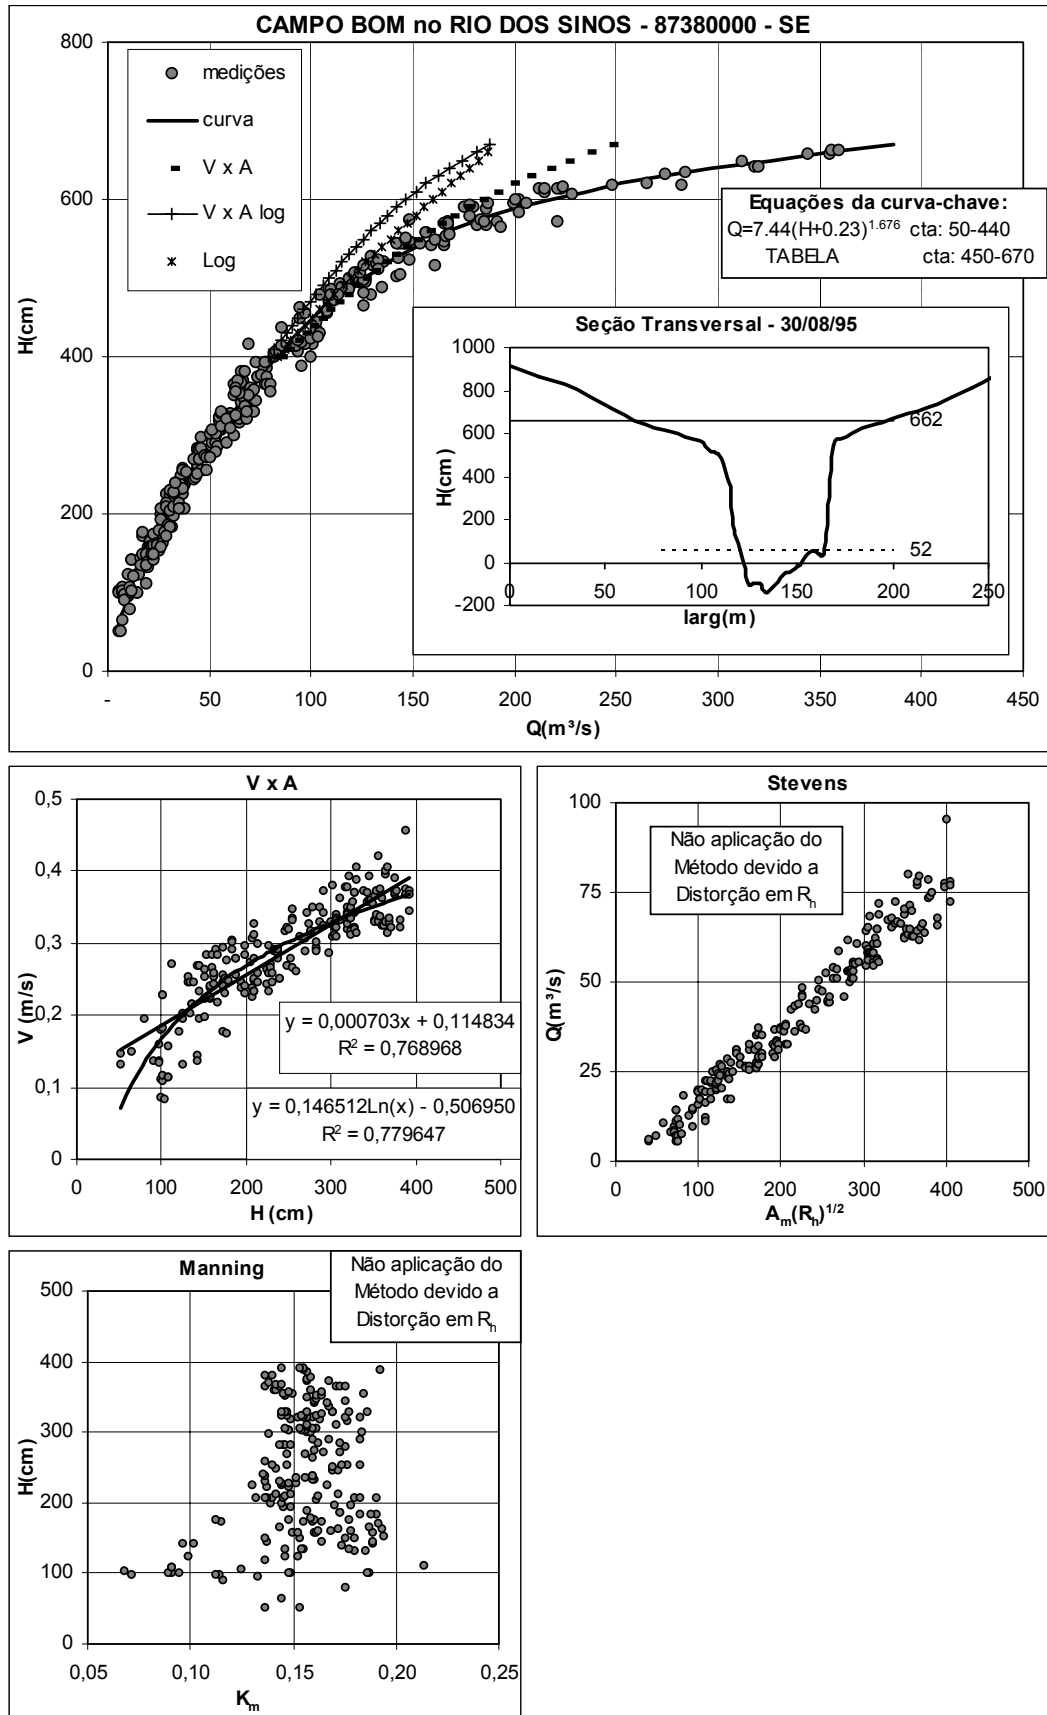 CAMPO BOM no RIO DOS SINOS - 87380000 - SE
800
600
400
200
0
H(cm)
medições
curva
V x A
V x A log
Log
Equações da curva-chave:
Q=7.44(H+0.23)^1.676 cta: 50-440
TABELA cta: 450-670
Seção Transversal - 30/08/95
1000
800
600
400
200
0
-200
H(cm)
662
52
0 50 100 150 200 250
larg(m)
- 50 100 150 200 250 300 350 400 450
Q(m³/s)
V x A
0,5
0,4
0,3
0,2
0,1
0
V (m/s)
y = 0,000703x + 0,114834
R² = 0,768968
y = 0,146512Ln(x) - 0,506950
R² = 0,779647
0 100 200 300 400 500
H (cm)
Stevens
100
75
50
25
0
Q(m³/s)
Não aplicação do
Método devido a
Distorção em Rₕ
0 100 200 300 400 500
Aₘ(Rₕ)^1/2
Manning
500
400
300
200
100
0
H(cm)
Não aplicação do
Método devido a
Distorção em Rₕ
0,05 0,10 0,15 0,20 0,25
Kₘ